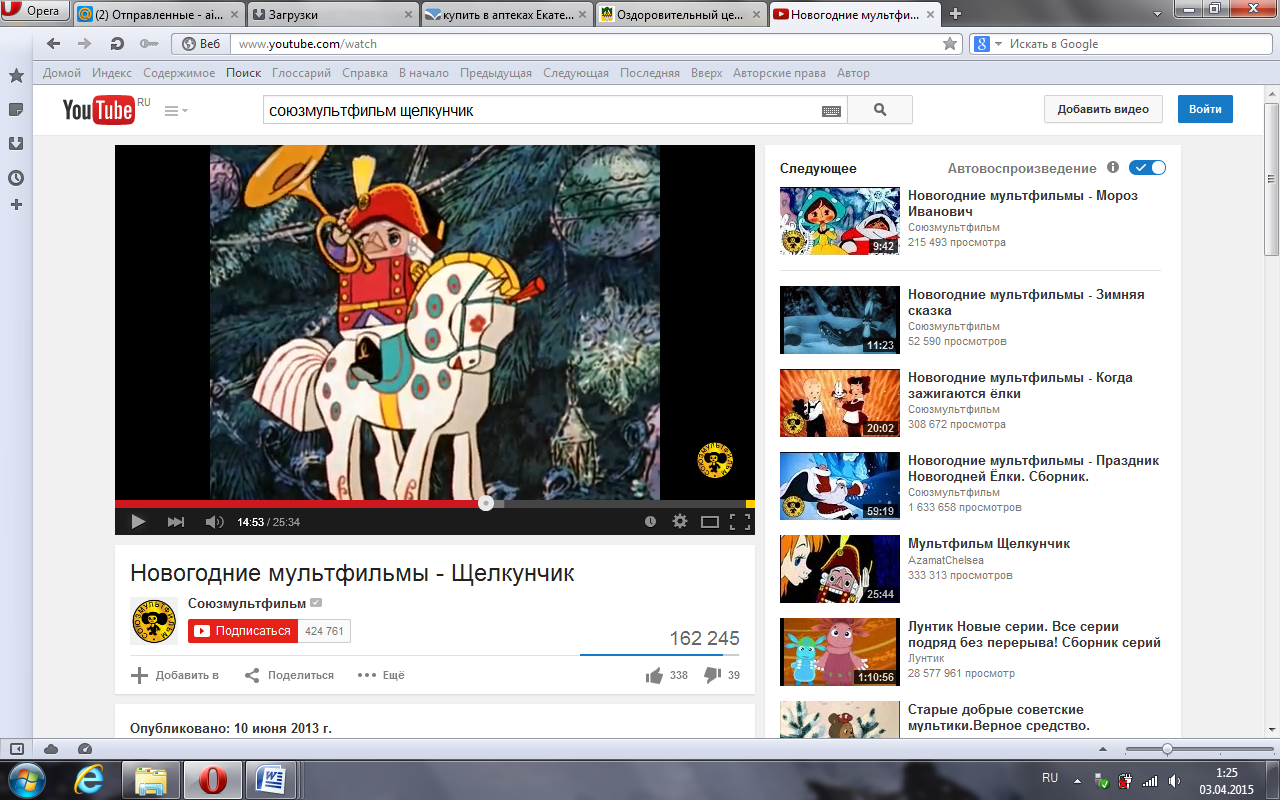 Opera
(2) Отправленные - ai...
Загрузки
купить в аптеках Екате...
Оздоровительный це...
Новогодние мультфи...
Веб
www.youtube.com/watch
Искать в Google
Домой Индекс Содержимое Поиск Глоссарий Справка В начало Предыдущая Следующая Последняя Вверх Авторские права Автор
YouTube RU
союзмультфильм щелкунчик
Добавить видео
Войти
СОЮЗМУЛЬТФИЛЬМ
14:53 / 25:34
Новогодние мультфильмы - Щелкунчик
СОЮЗМУЛЬТФИЛЬМ
Союзмультфильм
Подписаться 424 761
162 245
Добавить в
Поделиться
Ещё
338
39
Опубликовано: 10 июня 2013 г.
Следующее
Автовоспроизведение
Новогодние мультфильмы - Мороз
Иванович
Союзмультфильм
215 493 просмотра
9:42
Новогодние мультфильмы - Зимняя
сказка
Союзмультфильм
52 590 просмотров
11:23
Новогодние мультфильмы - Когда
зажигаются ёлки
Союзмультфильм
308 672 просмотра
20:02
Новогодние мультфильмы - Праздник
Новогодней Ёлки. Сборник.
Союзмультфильм
1 633 658 просмотров
59:19
Мультфильм Щелкунчик
AzamatChelsea
333 313 просмотров
25:44
Лунтик Новые серии. Все серии
подряд без перерыва! Сборник серий
Лунтик
28 577 961 просмотр
1:10:56
Старые добрые советские
мультики.Верное средство.
RU
1:25
03.04.2015